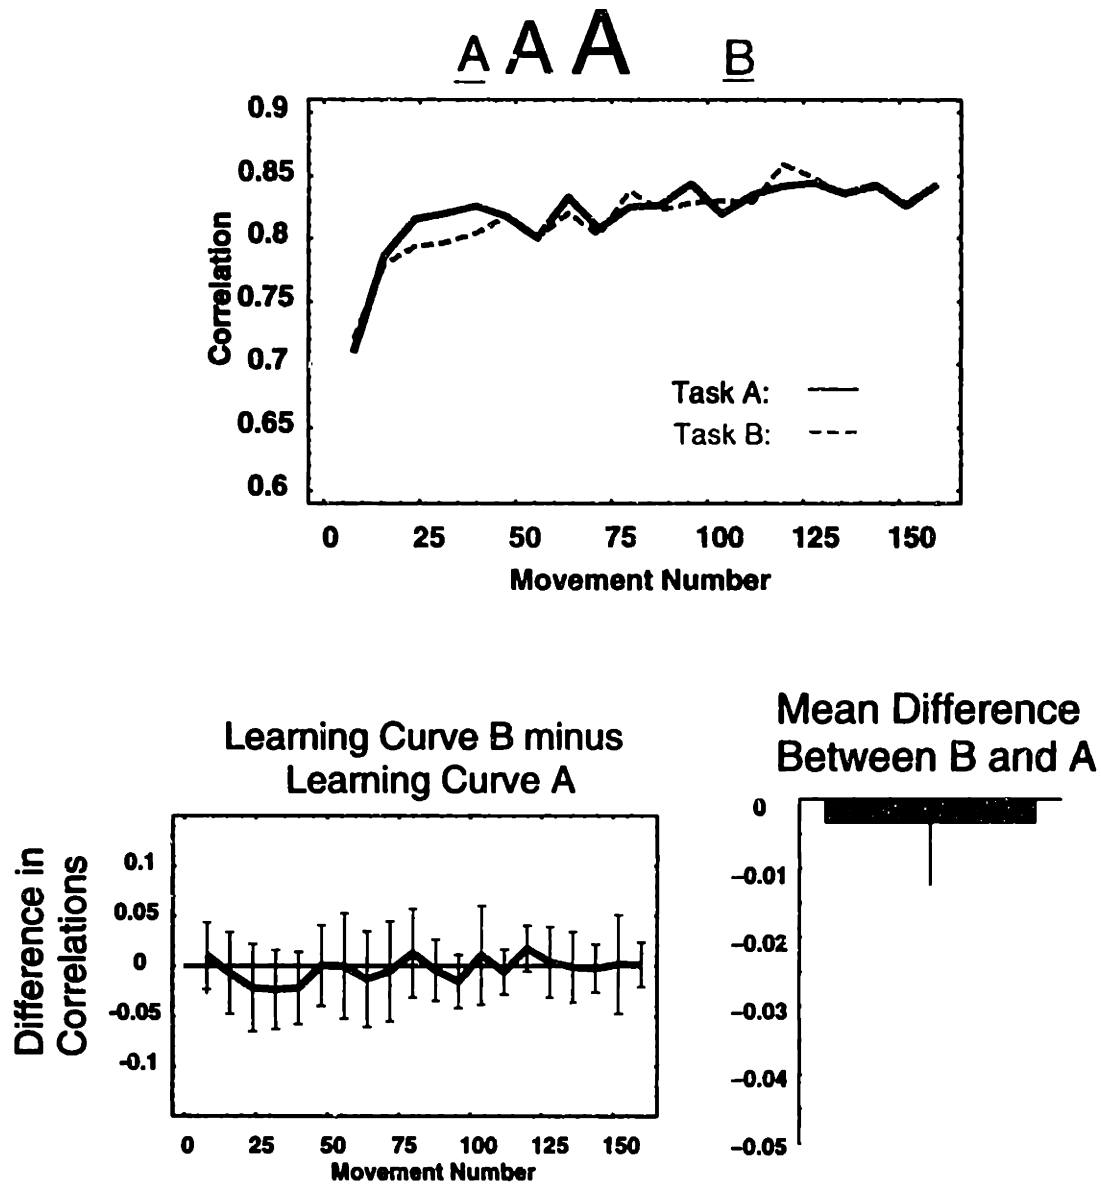 A A A B
0.9
0.85
0.8
0.75
0.7
0.65
0.6
Correlation
Task A:
Task B:
0 25 50 75 100 125 150
Movement Number
Learning Curve B minus
Learning Curve A
Difference in
Correlations
0.1
0.05
0
-0.05
-0.1
0 25 50 75 100 125 150
Movement Number
Mean Difference
Between B and A
0
-0.01
-0.02
-0.03
-0.04
-0.05